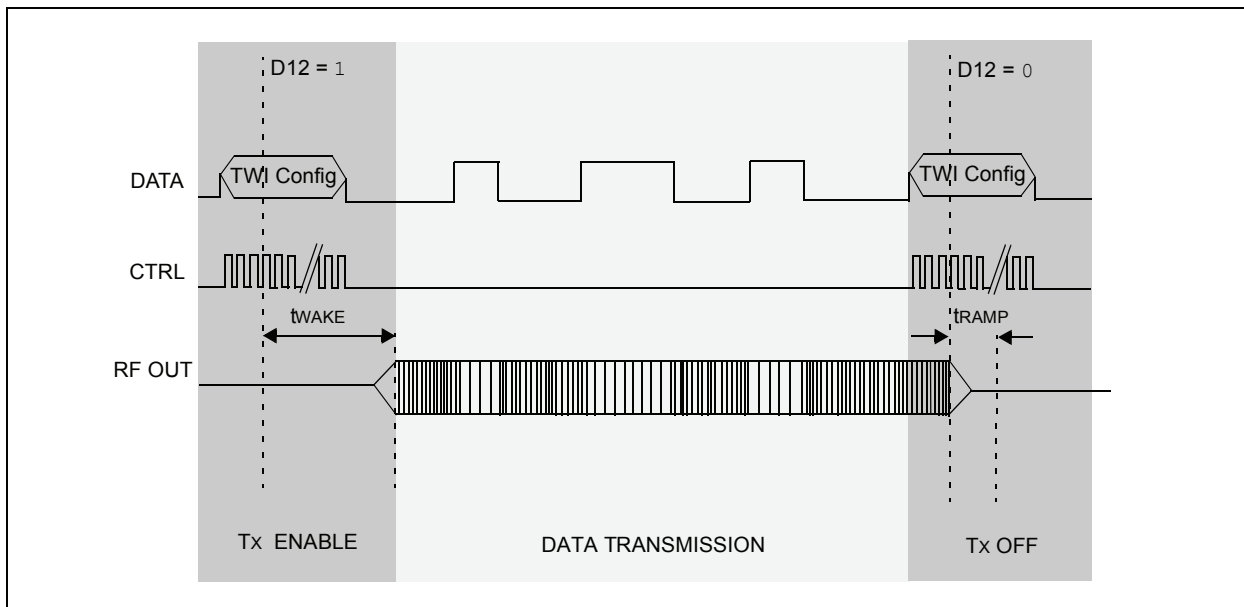 D12 = 1
D12 = 0
DATA
TWI Config
TWI Config
CTRL
tWAKE
tRAMP
RF OUT
Tx ENABLE
DATA TRANSMISSION
Tx OFF